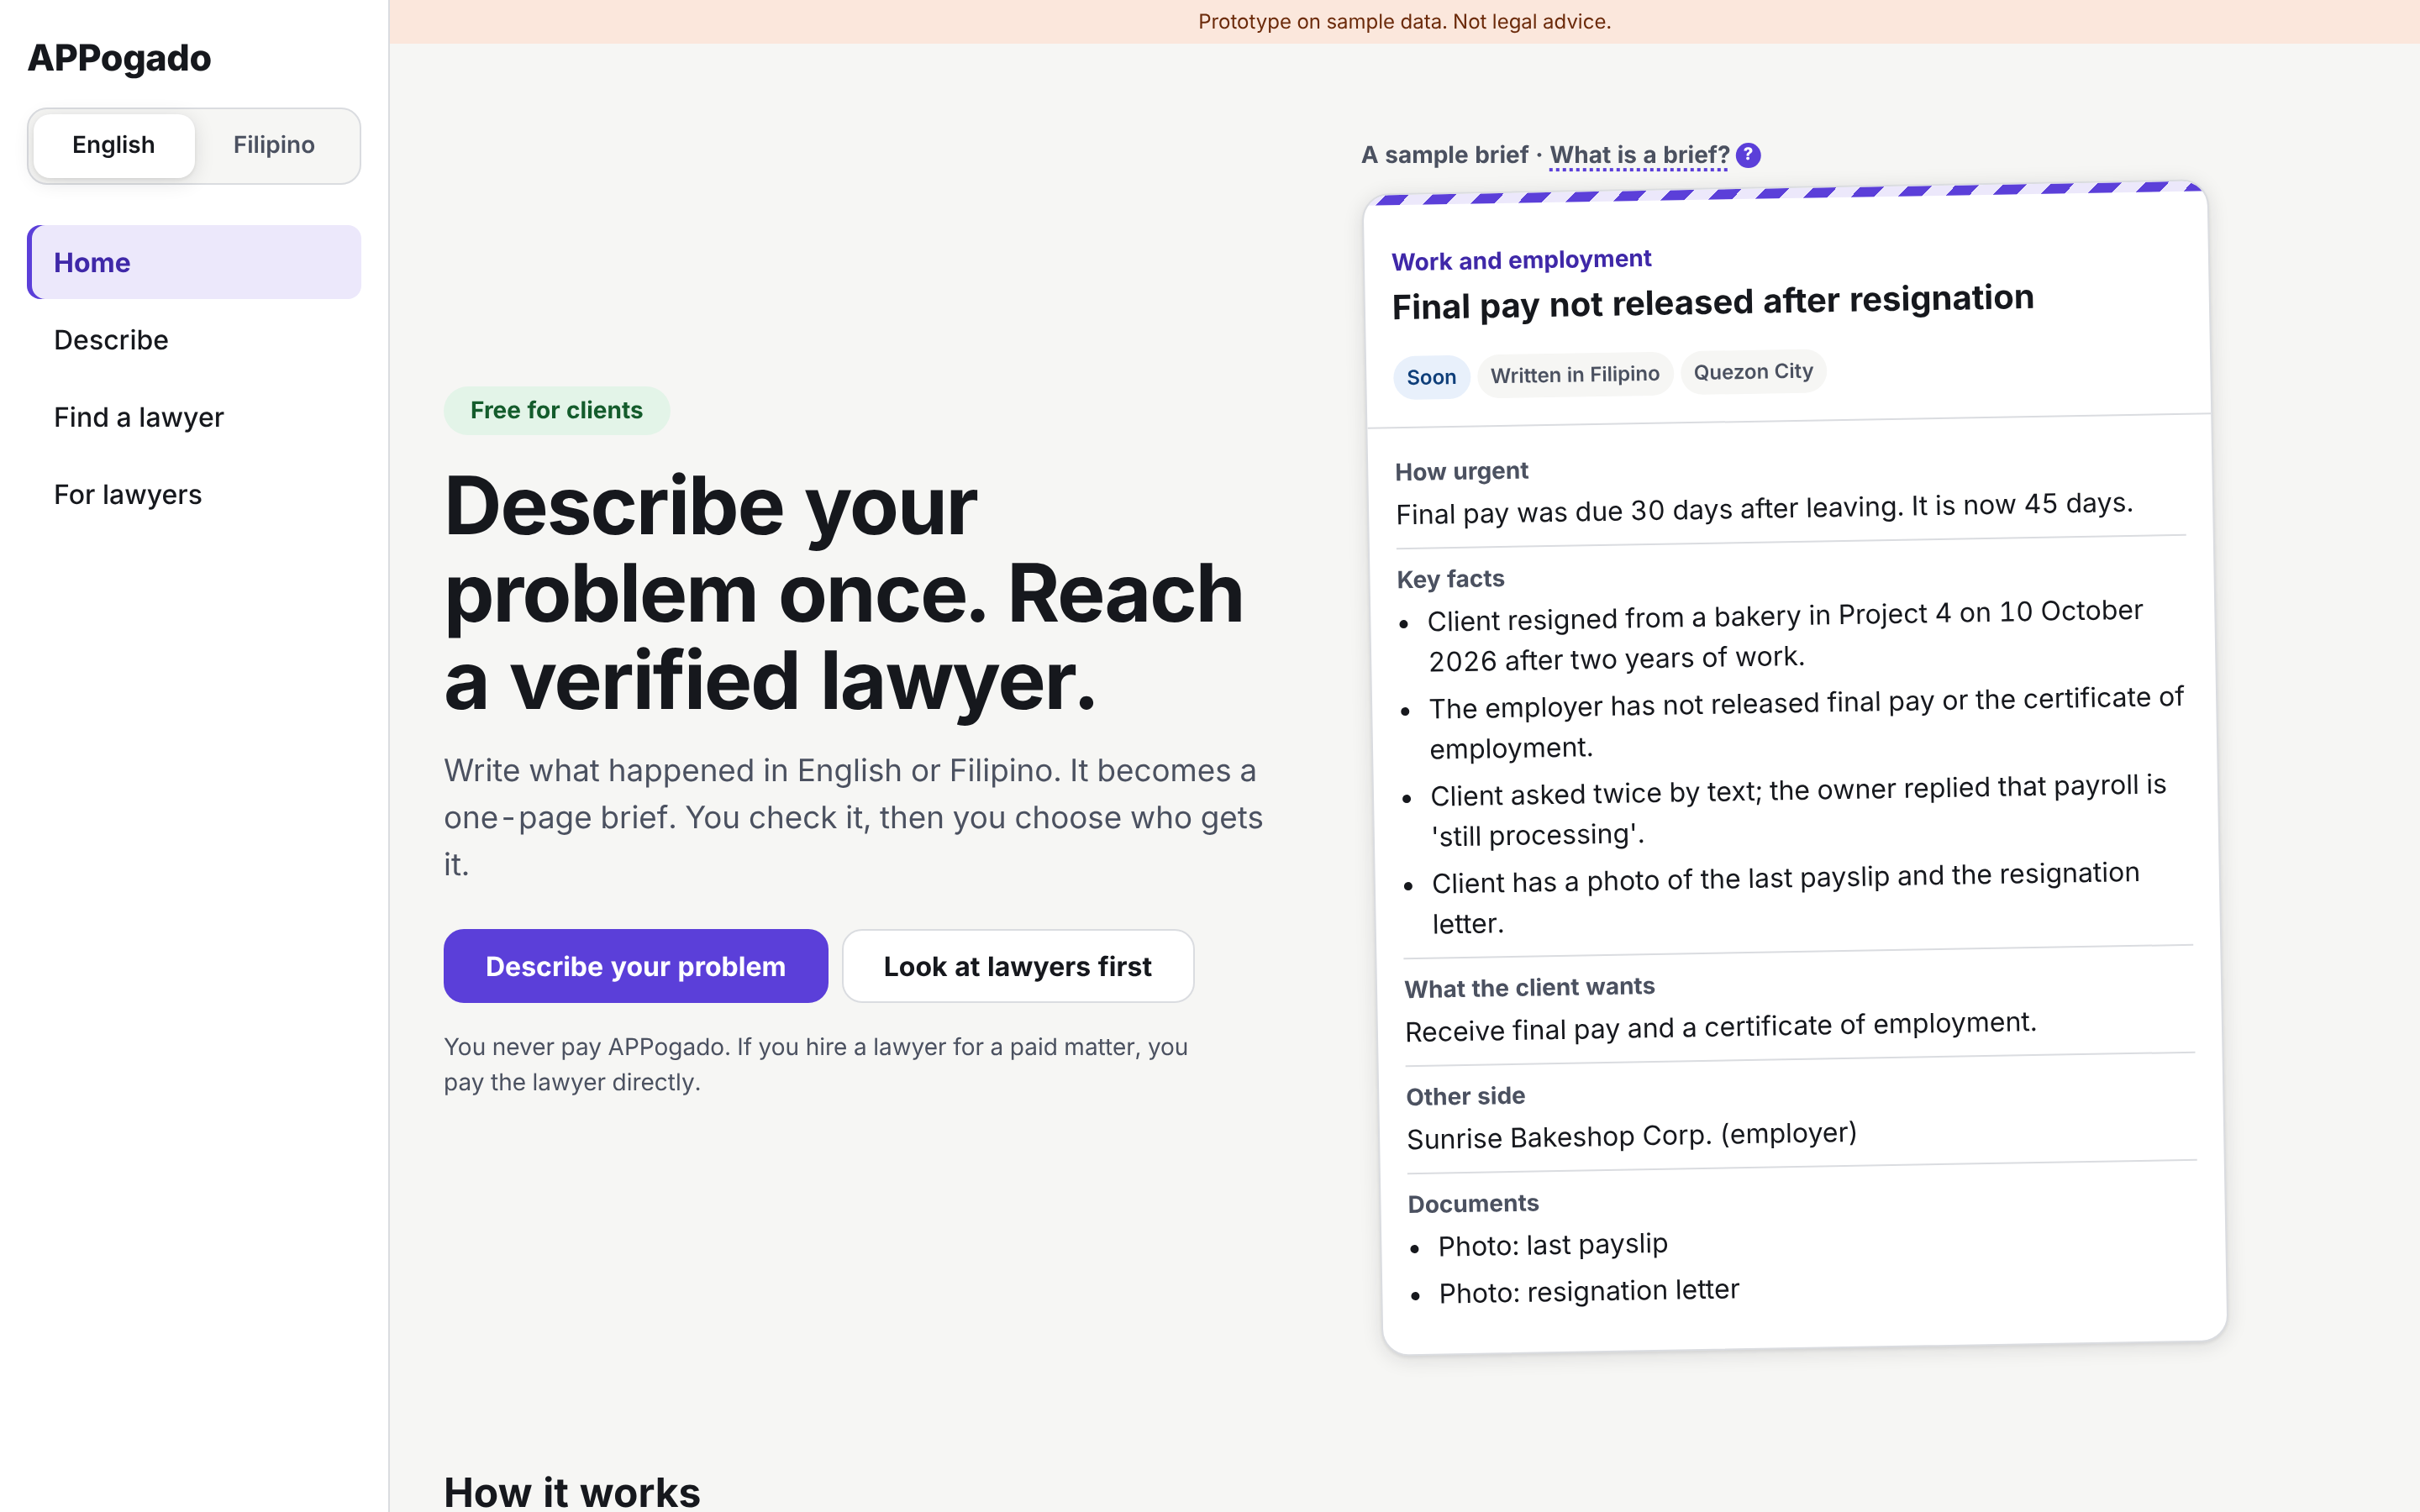 APPogado
English
Filipino
Home
Describe
Find a lawyer
For lawyers
Prototype on sample data. Not legal advice.
Free for clients
Describe your
problem once. Reach
a verified lawyer.
Write what happened in English or Filipino. It becomes a
one-page brief. You check it, then you choose who gets
it.
Describe your problem
Look at lawyers first
You never pay APPogado. If you hire a lawyer for a paid matter, you
pay the lawyer directly.
A sample brief · What is a brief? ?
Work and employment
Final pay not released after resignation
Soon
Written in Filipino
Quezon City
How urgent
Final pay was due 30 days after leaving. It is now 45 days.
Key facts
• Client resigned from a bakery in Project 4 on 10 October
2026 after two years of work.
• The employer has not released final pay or the certificate of
employment.
• Client asked twice by text; the owner replied that payroll is
'still processing'.
• Client has a photo of the last payslip and the resignation
letter.
What the client wants
Receive final pay and a certificate of employment.
Other side
Sunrise Bakeshop Corp. (employer)
Documents
• Photo: last payslip
• Photo: resignation letter
How it works